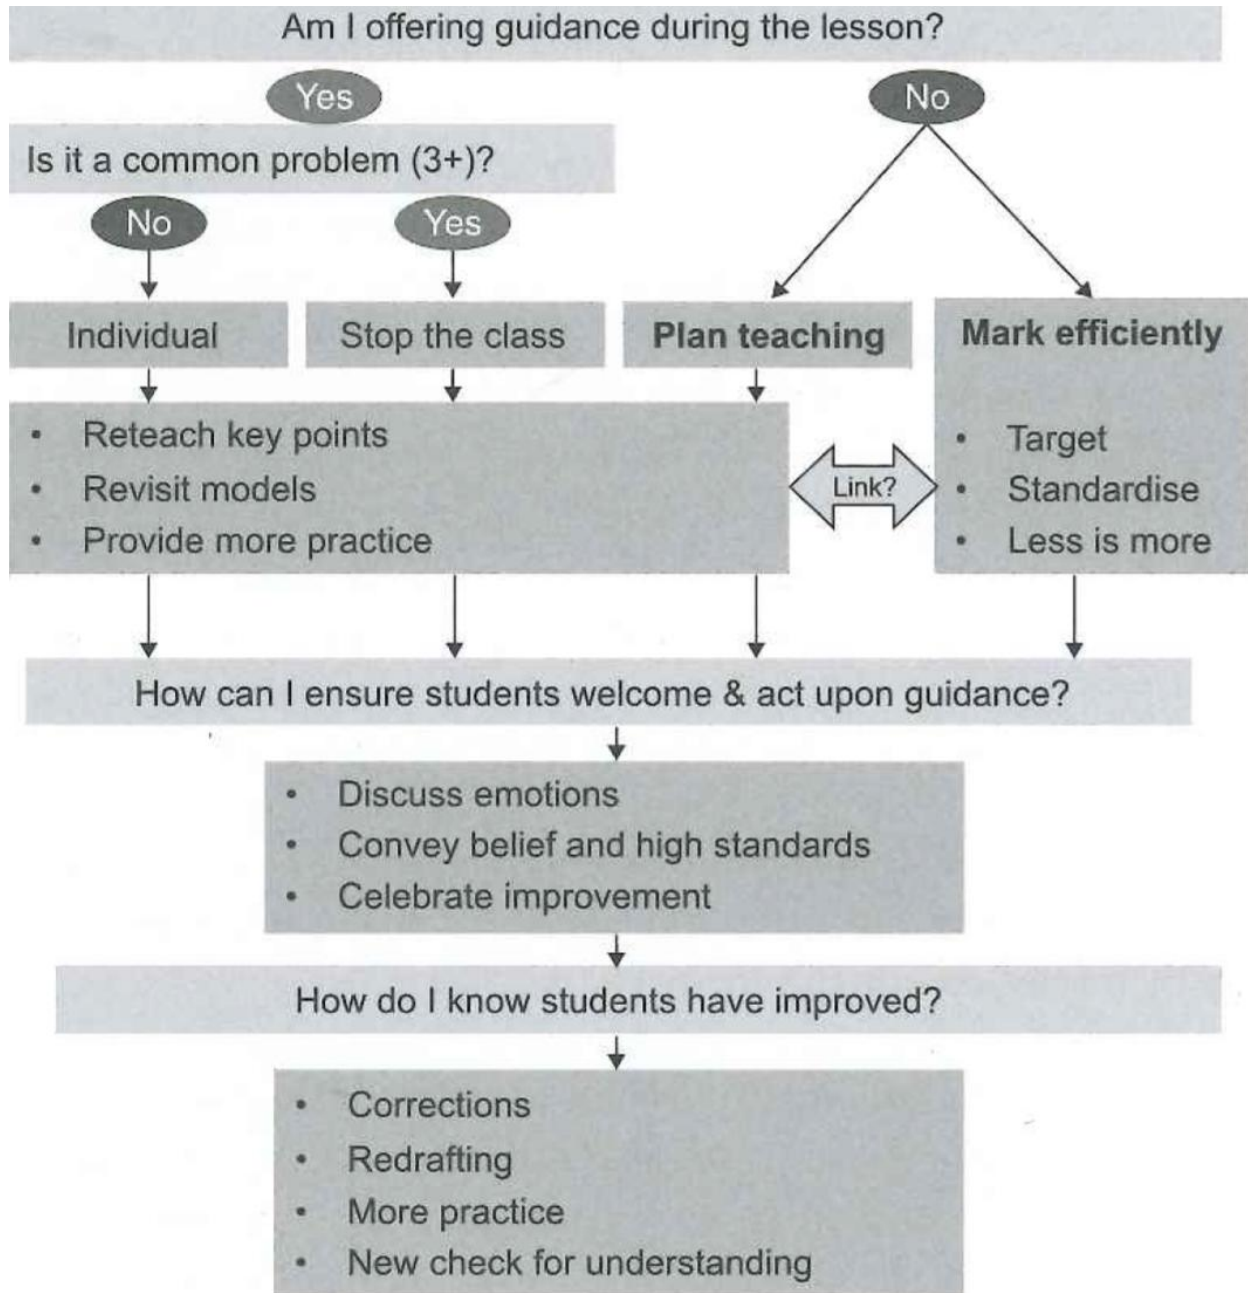 Am I offering guidance during the lesson?
Yes
No
Is it a common problem (3+)?
No
Yes
Individual
Stop the class
Plan teaching
Mark efficiently
• Reteach key points
• Revisit models
• Provide more practice
Link?
• Target
• Standardise
• Less is more
How can I ensure students welcome & act upon guidance?
• Discuss emotions
• Convey belief and high standards
• Celebrate improvement
How do I know students have improved?
• Corrections
• Redrafting
• More practice
• New check for understanding